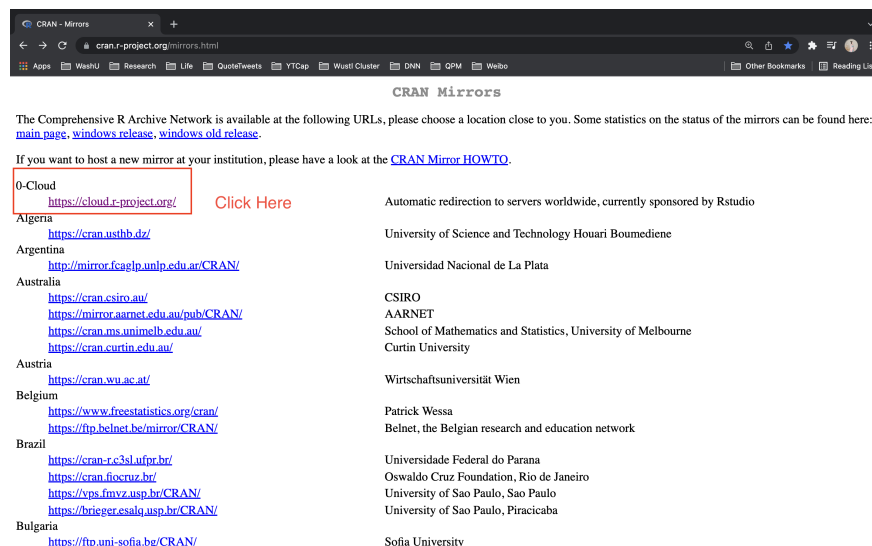 CRAN - Mirrors
cran.r-project.org/mirrors.html
Apps WashU Research Life QuoteTweets YTCap Wustl Cluster DNN QPM Weibo Other Bookmarks Reading Lis
CRAN Mirrors
The Comprehensive R Archive Network is available at the following URLs, please choose a location close to you. Some statistics on the status of the mirrors can be found here:
main page, windows release, windows old release.
If you want to host a new mirror at your institution, please have a look at the CRAN Mirror HOWTO.
0-Cloud
https://cloud.r-project.org/ Click Here Automatic redirection to servers worldwide, currently sponsored by Rstudio
Algeria
https://cran.usthb.dz/ University of Science and Technology Houari Boumediene
Argentina
http://mirror.fcaglp.unlp.edu.ar/CRAN/ Universidad Nacional de La Plata
Australia
https://cran.csiro.au/ CSIRO
https://mirror.aarnet.edu.au/pub/CRAN/ AARNET
https://cran.ms.unimelb.edu.au/ School of Mathematics and Statistics, University of Melbourne
https://cran.curtin.edu.au/ Curtin University
Austria
https://cran.wu.ac.at/ Wirtschaftsuniversität Wien
Belgium
https://www.freestatistics.org/cran/ Patrick Wessa
https://ftp.belnet.be/mirror/CRAN/ Belnet, the Belgian research and education network
Brazil
https://cran-r.c3sl.ufpr.br/ Universidade Federal do Parana
https://cran.fiocruz.br/ Oswaldo Cruz Foundation, Rio de Janeiro
https://vps.fmvz.usp.br/CRAN/ University of Sao Paulo, Sao Paulo
https://brieger.esalq.usp.br/CRAN/ University of Sao Paulo, Piracicaba
Bulgaria
https://ftp.uni-sofia.bg/CRAN/ Sofia University